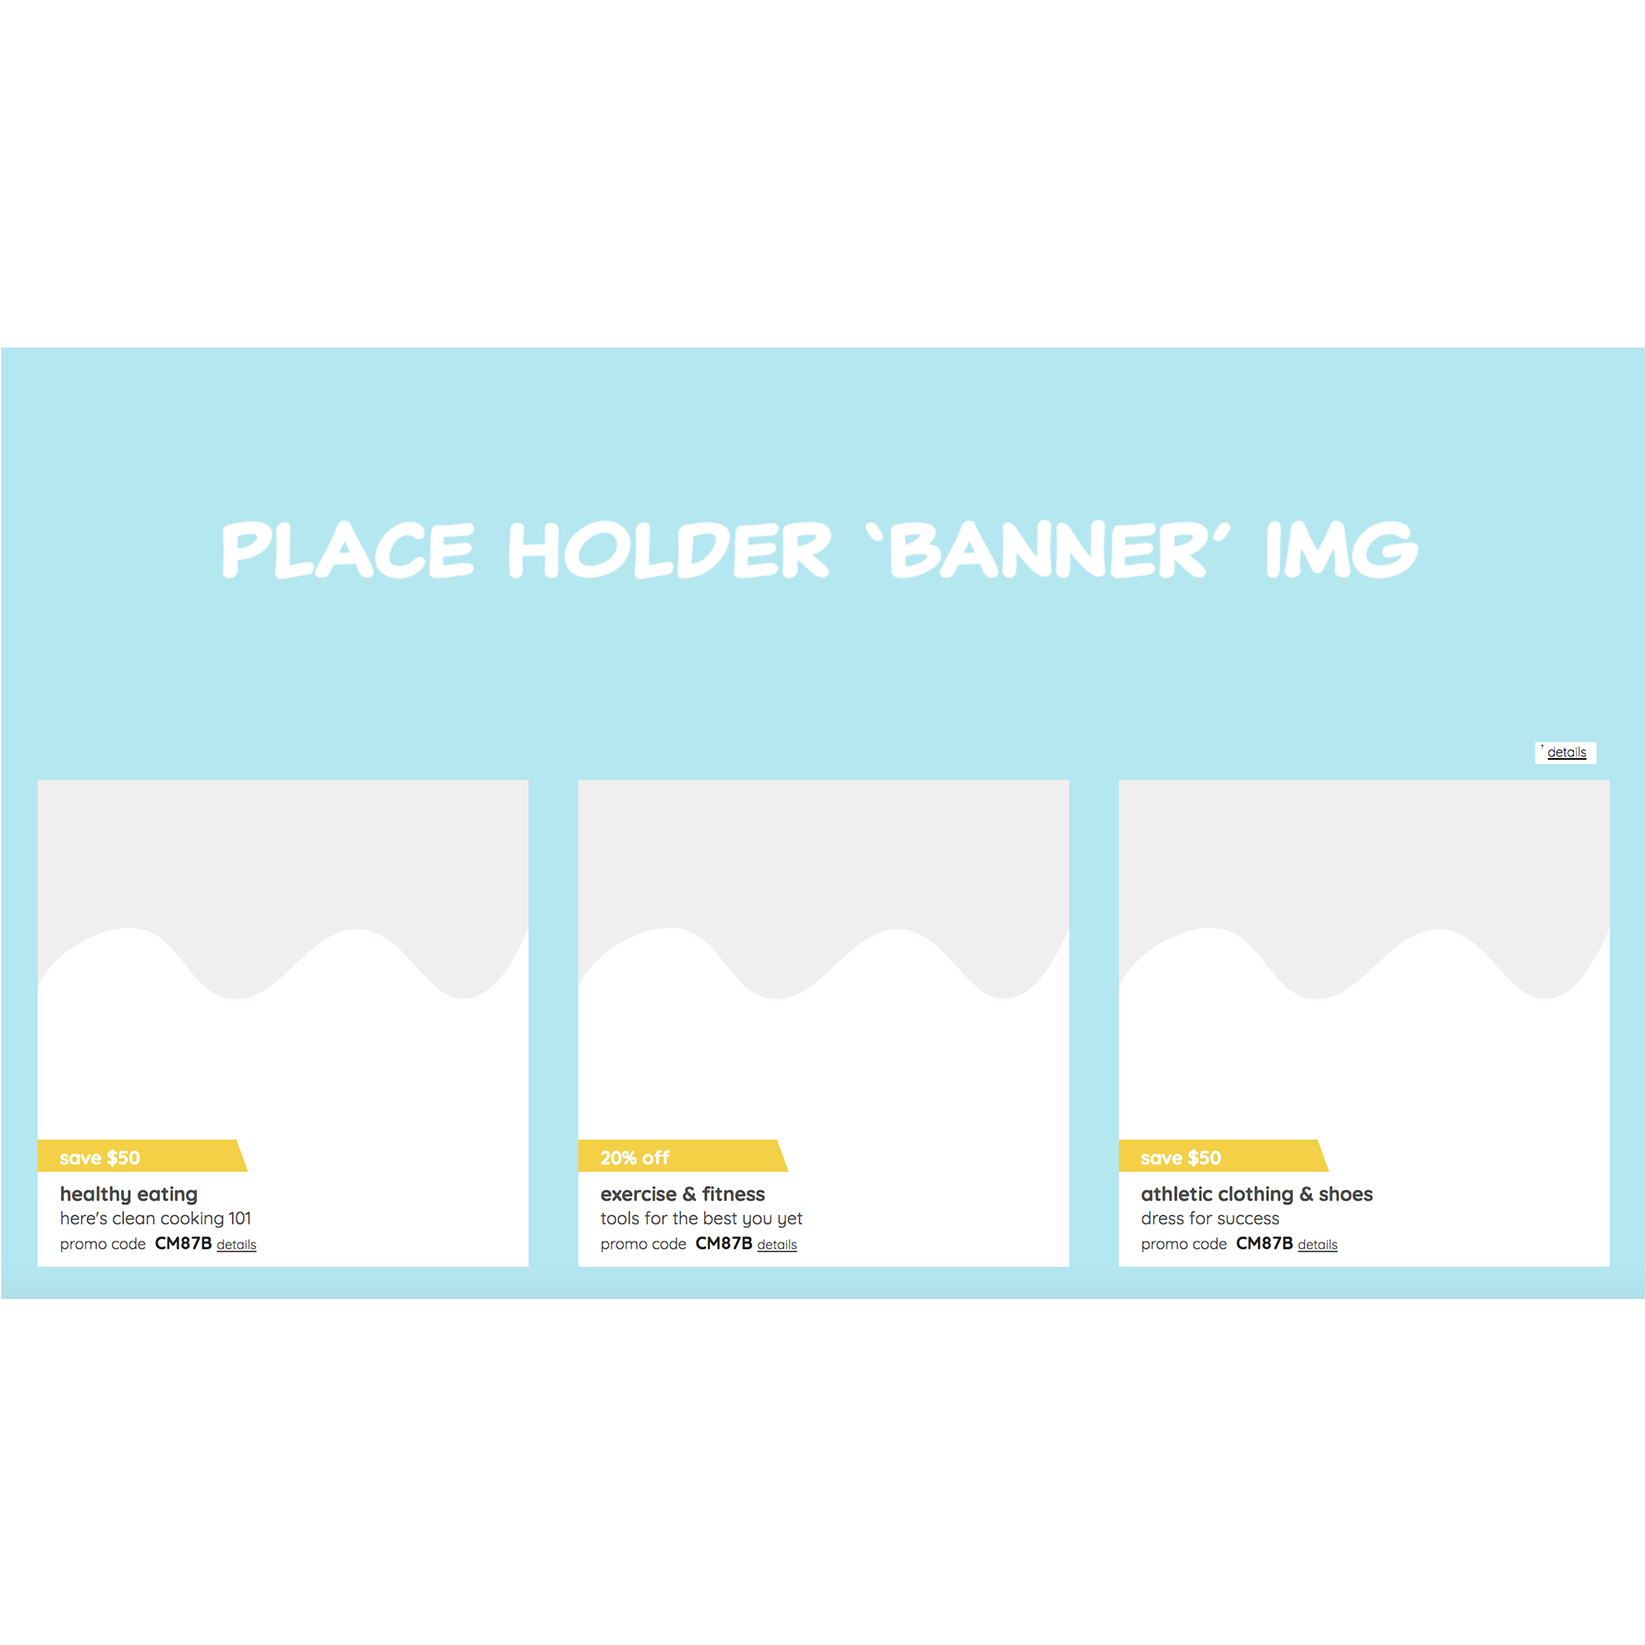 PLACE HOLDER ‘BANNER’ IMG
† details
save $50
healthy eating
here's clean cooking 101
promo code CM87B details
20% off
exercise & fitness
tools for the best you yet
promo code CM87B details
save $50
athletic clothing & shoes
dress for success
promo code CM87B details